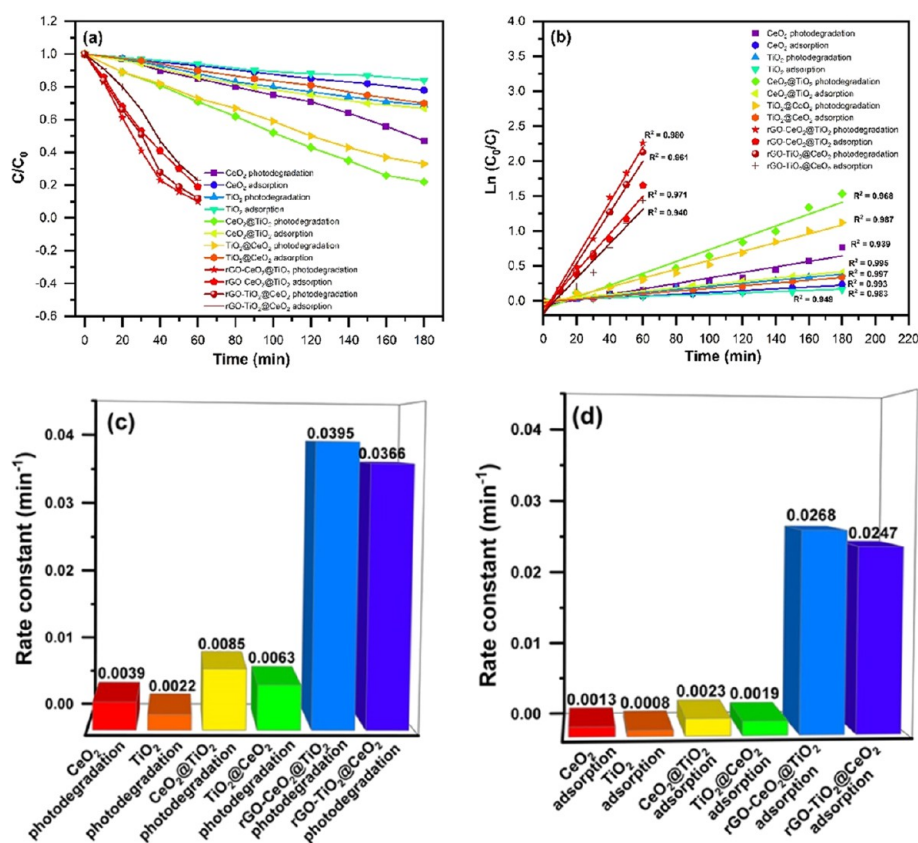 (a)
C/C₀
1.2
1.0
0.8
0.6
0.4
0.2
0.0
-0.2
-0.4
-0.6
0 20 40 60 80 100 120 140 160 180
Time (min)
CeO₂ photodegradation
CeO₂ adsorption
TiO₂ photodegradation
TiO₂ adsorption
CeO₂@TiO₂ photodegradation
CeO₂@TiO₂ adsorption
TiO₂@CeO₂ photodegradation
TiO₂@CeO₂ adsorption
rGO-CeO₂@TiO₂ photodegradation
rGO-CeO₂@TiO₂ adsorption
rGO-TiO₂@CeO₂ photodegradation
rGO-TiO₂@CeO₂ adsorption
(b)
Ln (C₀/C)
5.0
4.5
4.0
3.5
3.0
2.5
2.0
1.5
1.0
0.5
0.0
0 20 40 60 80 100 120 140 160 180 200 220
Time (min)
CeO₂ photodegradation
CeO₂ adsorption
TiO₂ photodegradation
TiO₂ adsorption
CeO₂@TiO₂ photodegradation
CeO₂@TiO₂ adsorption
TiO₂@CeO₂ photodegradation
TiO₂@CeO₂ adsorption
rGO-CeO₂@TiO₂ photodegradation
rGO-CeO₂@TiO₂ adsorption
rGO-TiO₂@CeO₂ photodegradation
rGO-TiO₂@CeO₂ adsorption
R² = 0.980
R² = 0.961
R² = 0.971
R² = 0.940
R² = 0.968
R² = 0.987
R² = 0.939
R² = 0.995
R² = 0.997
R² = 0.993
R² = 0.983
R² = 0.948
(c)
Rate constant (min⁻¹)
0.04
0.03
0.02
0.01
0.00
0.0039
0.0022
0.0085
0.0063
0.0395
0.0366
CeO₂
photodegradation
TiO₂
photodegradation
CeO₂@TiO₂
photodegradation
TiO₂@CeO₂
photodegradation
rGO-CeO₂@TiO₂
photodegradation
rGO-TiO₂@CeO₂
photodegradation
(d)
Rate constant (min⁻¹)
0.04
0.03
0.02
0.01
0.00
0.0013
0.0008
0.0023
0.0019
0.0268
0.0247
CeO₂
adsorption
TiO₂
adsorption
CeO₂@TiO₂
adsorption
TiO₂@CeO₂
adsorption
rGO-CeO₂@TiO₂
adsorption
rGO-TiO₂@CeO₂
adsorption